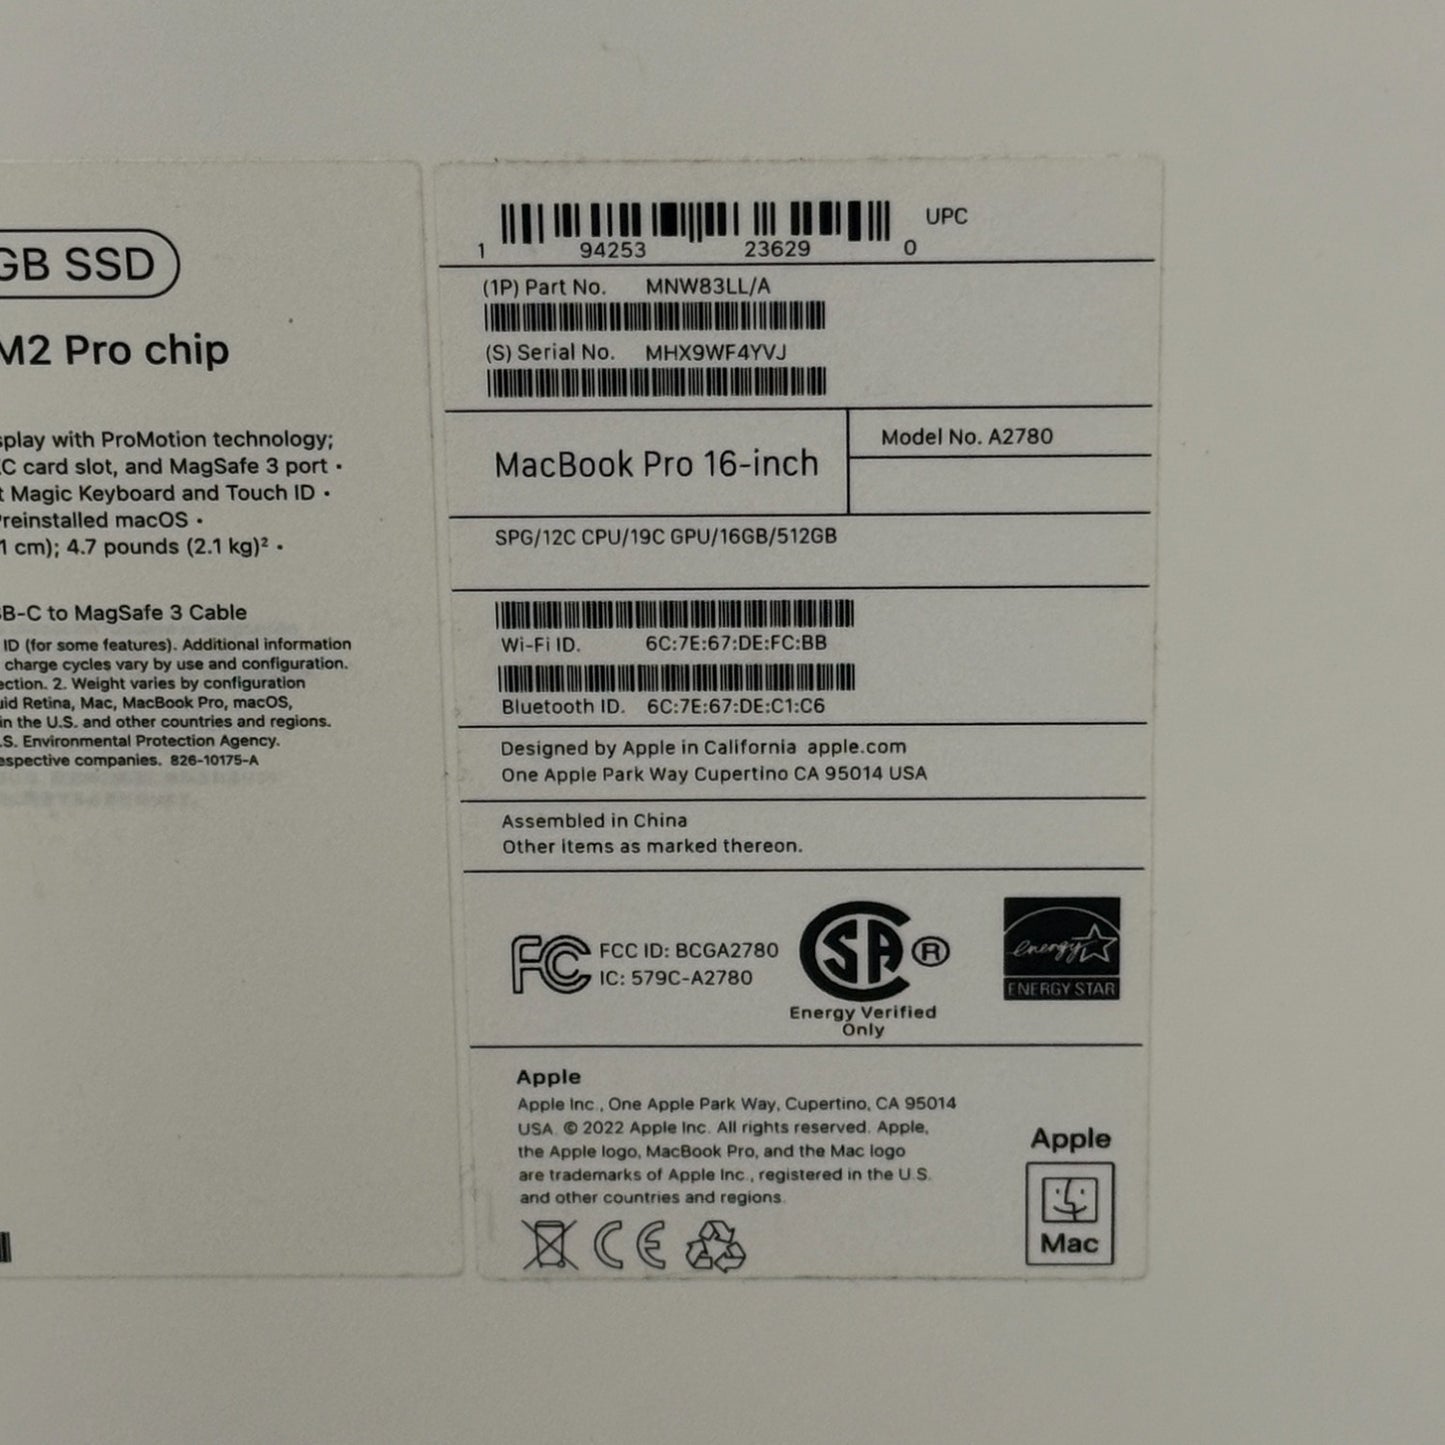 GB SSD
M2 Pro chip
splay with ProMotion technology;
C card slot, and MagSafe 3 port •
t Magic Keyboard and Touch ID •
Preinstalled macOS •
1 cm); 4.7 pounds (2.1 kg)² •
SB-C to MagSafe 3 Cable
ID (for some features). Additional information
charge cycles vary by use and configuration.
ection. 2. Weight varies by configuration
uid Retina, Mac, MacBook Pro, macOS,
in the U.S. and other countries and regions.
.S. Environmental Protection Agency.
espective companies. 826-10175-A
UPC
1 94253 23629 0
(1P) Part No. MNW83LL/A
(S) Serial No. MHX9WF4YVJ
MacBook Pro 16-inch
Model No. A2780
SPG/12C CPU/19C GPU/16GB/512GB
Wi-Fi ID. 6C:7E:67:DE:FC:BB
Bluetooth ID. 6C:7E:67:DE:C1:C6
Designed by Apple in California apple.com
One Apple Park Way Cupertino CA 95014 USA
Assembled in China
Other items as marked thereon.
FC
FCC ID: BCGA2780
IC: 579C-A2780
SA ®
Energy Verified
Only
energy
ENERGY STAR
Apple
Apple Inc., One Apple Park Way, Cupertino, CA 95014
USA. © 2022 Apple Inc. All rights reserved. Apple,
the Apple logo, MacBook Pro, and the Mac logo
are trademarks of Apple Inc., registered in the U.S.
and other countries and regions.
CE
Apple
Mac